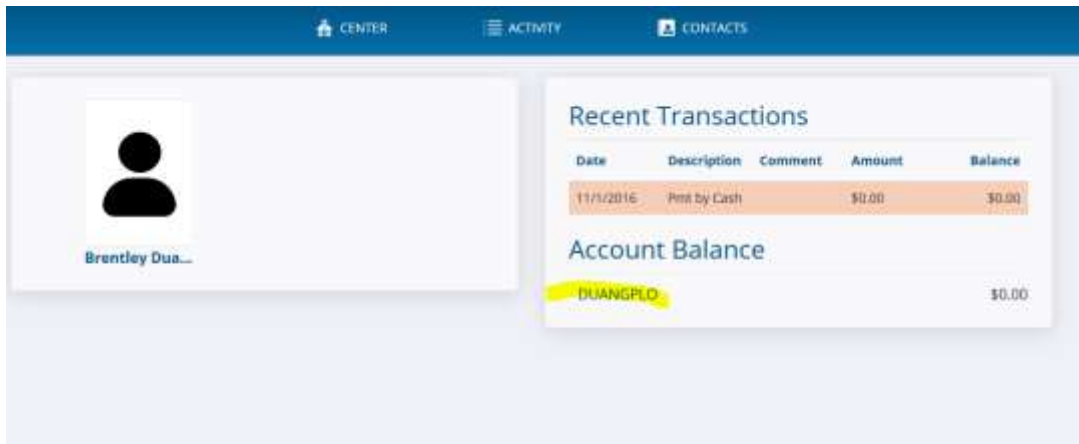 CENTER ACTIVITY CONTACTS
Brentley Dua...
Recent Transactions
Date Description Comment Amount Balance
11/1/2016 Pmt by Cash $0.00 $0.00
Account Balance
DUANGPLO $0.00